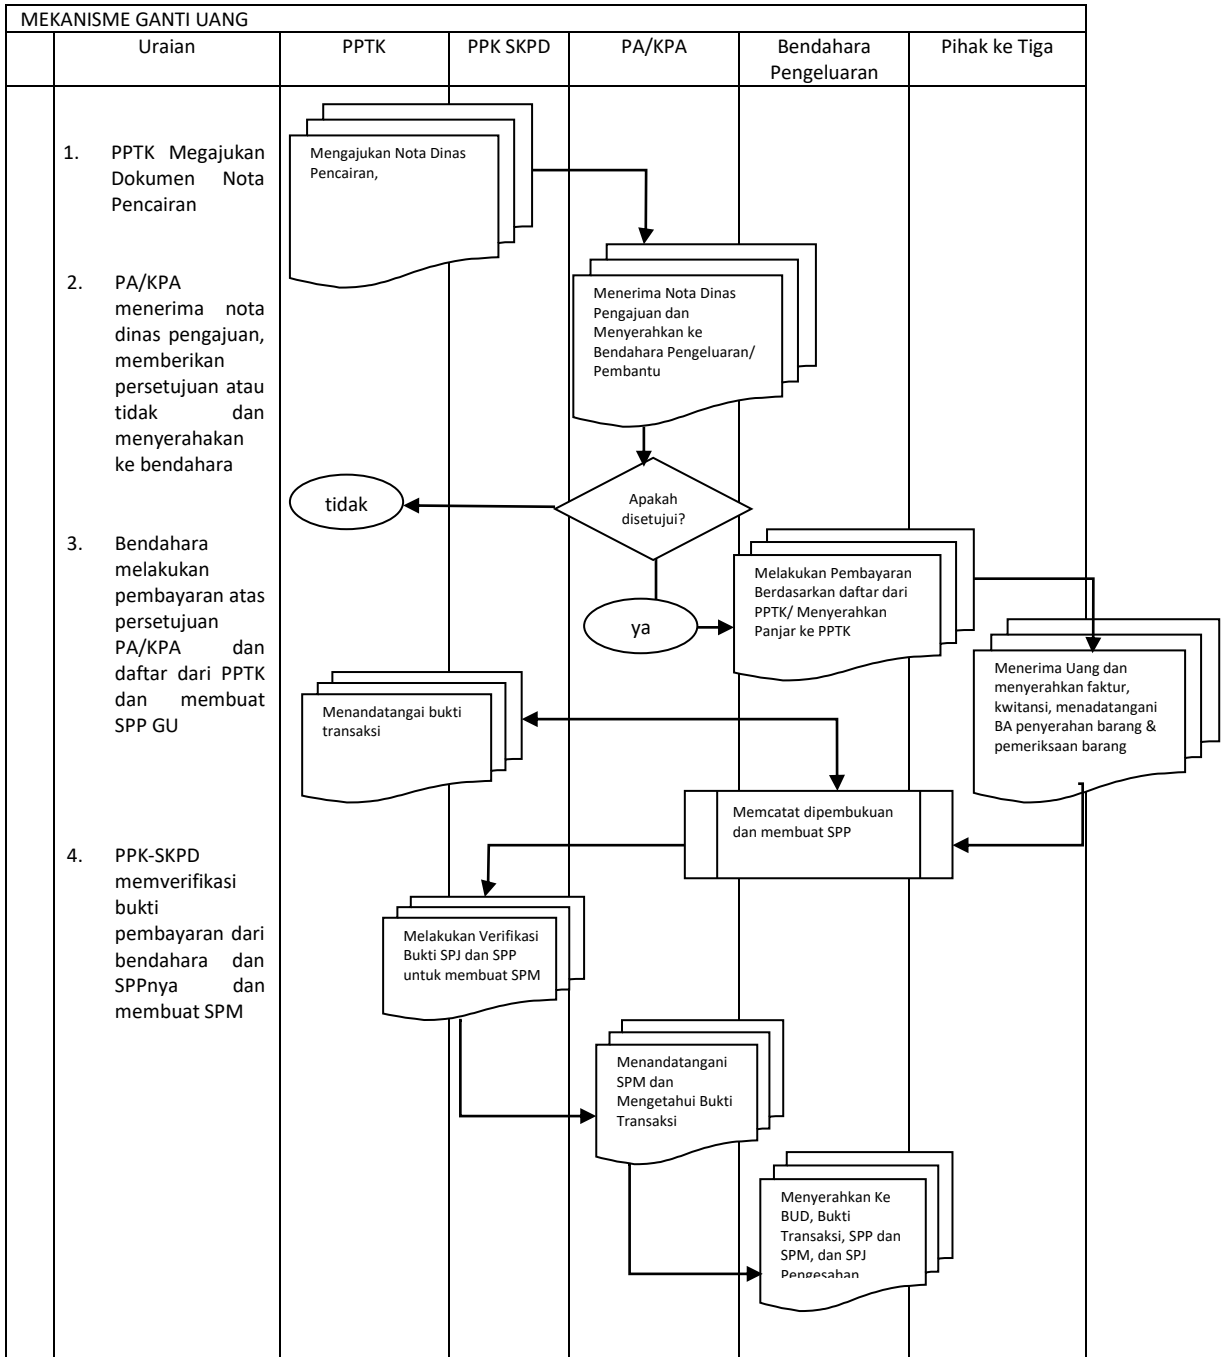 MEKANISME GANTI UANG
Uraian
PPTK
PPK SKPD
PA/KPA
Bendahara
Pengeluaran
Pihak ke Tiga
1. PPTK Megajukan
Dokumen Nota
Pencairan
2. PA/KPA
menerima nota
dinas pengajuan,
memberikan
persetujuan atau
tidak dan
menyerahakan
ke bendahara
3. Bendahara
melakukan
pembayaran atas
persetujuan
PA/KPA dan
daftar dari PPTK
dan membuat
SPP GU
4. PPK-SKPD
memverifikasi
bukti
pembayaran dari
bendahara dan
SPPnya dan
membuat SPM
Mengajukan Nota Dinas
Pencairan,
Menerima Nota Dinas
Pengajuan dan
Menyerahkan ke
Bendahara Pengeluaran/
Pembantu
Apakah
disetujui?
tidak
ya
Melakukan Pembayaran
Berdasarkan daftar dari
PPTK/ Menyerahkan
Panjar ke PPTK
Menerima Uang dan
menyerahkan faktur,
kwitansi, menadatangani
BA penyerahan barang &
pemeriksaan barang
Menandatangai bukti
transaksi
Memcatat dipembukuan
dan membuat SPP
Melakukan Verifikasi
Bukti SPJ dan SPP
untuk membuat SPM
Menandatangani
SPM dan
Mengetahui Bukti
Transaksi
Menyerahkan Ke
BUD, Bukti
Transaksi, SPP dan
SPM, dan SPJ
Pengesahan